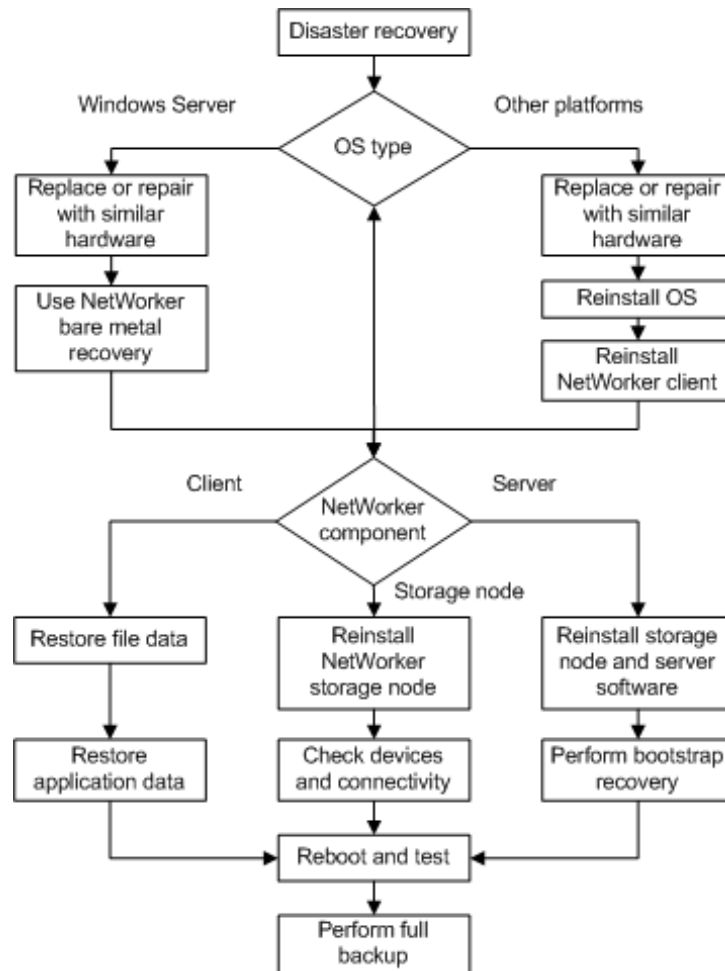 Disaster recovery
Windows Server
Other platforms
OS type
Replace or repair
with similar
hardware
Replace or repair
with similar
hardware
Use NetWorker
bare metal
recovery
Reinstall OS
Reinstall
NetWorker client
Client
Server
NetWorker
component
Storage node
Restore file data
Reinstall
NetWorker
storage node
Reinstall storage
node and server
software
Restore
application data
Check devices
and connectivity
Perform bootstrap
recovery
Reboot and test
Perform full
backup